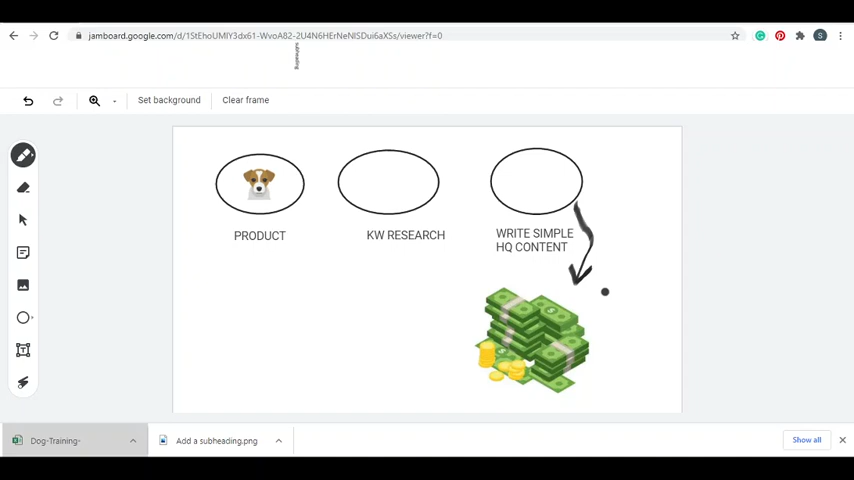 jamboard.google.com/d/1StEhoUMlY3dx61-WvoA82-2U4N6HErNeNlSDui6aXSs/viewer?f=0
S
subheading
Set background
Clear frame
PRODUCT
KW RESEARCH
WRITE SIMPLE
HQ CONTENT
Dog-Training-
Add a subheading.png
Show all